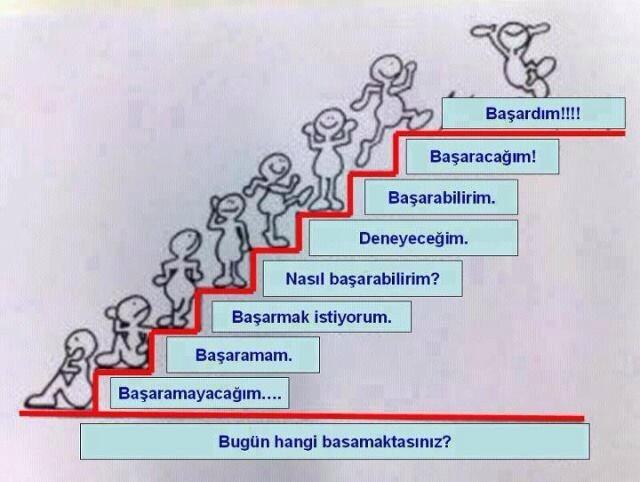 Başardım!!!!
Başaracağım!
Başarabilirim.
Deneyeceğim.
Nasıl başarabilirim?
Başarmak istiyorum.
Başaramam.
Başaramayacağım....
Bugün hangi basamaktasınız?